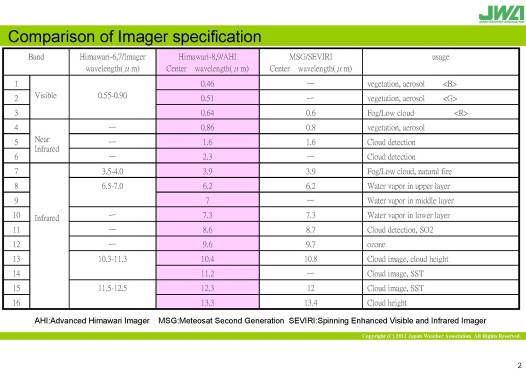 JWA
Comparison of Imager specification
Band Himawari-6,7/Imager wavelength(μm) Himawari-8,9/AHI Center wavelength(μm) MSG/SEVIRI Center wavelength(μm) usage
1 Visible 0.55-0.90 0.46 — vegetation, aerosol <B>
2 0.51 — vegetation, aerosol <G>
3 0.64 0.6 Fog/Low cloud <R>
4 Near Infrared — 0.86 0.8 vegetation, aerosol
5 — 1.6 1.6 Cloud detection
6 — 2.3 — Cloud detection
7 Infrared 3.5-4.0 3.9 3.9 Fog/Low cloud, natural fire
8 6.5-7.0 6.2 6.2 Water vapor in upper layer
9 7 — Water vapor in middle layer
10 — 7.3 7.3 Water vapor in lower layer
11 — 8.6 8.7 Cloud detection, SO2
12 — 9.6 9.7 ozone
13 10.3-11.3 10.4 10.8 Cloud image, cloud height
14 11.2 — Cloud image, SST
15 11.5-12.5 12.3 12 Cloud image, SST
16 13.3 13.4 Cloud height
AHI:Advanced Himawari Imager MSG:Meteosat Second Generation SEVIRI:Spinning Enhanced Visible and Infrared Imager
Copyright (C) 2012 Japan Weather Association. All Rights Reserved.
2